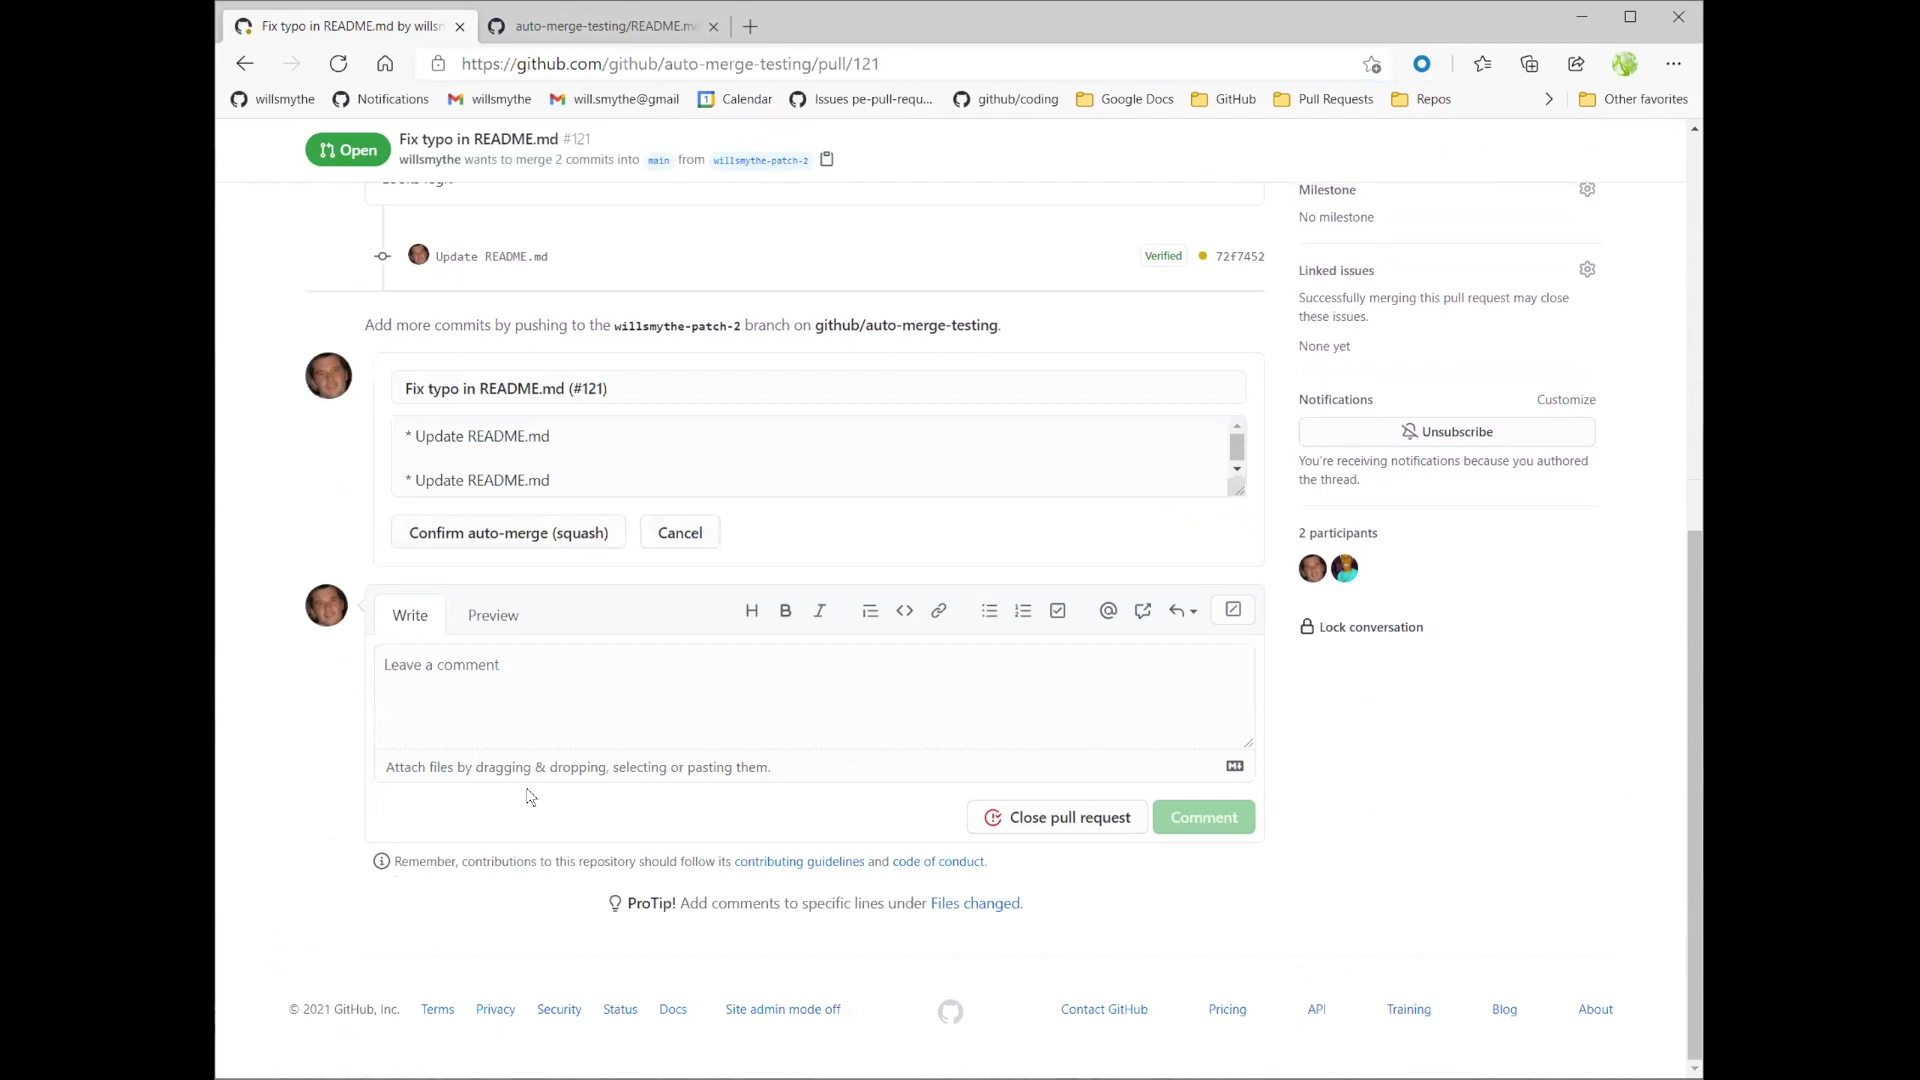 Fix typo in README.md by willsm
auto-merge-testing/README.md
https://github.com/github/auto-merge-testing/pull/121
willsmythe
Notifications
willsmythe
will.smythe@gmail
Calendar
Issues pe-pull-requ...
github/coding
Google Docs
GitHub
Pull Requests
Repos
Other favorites
Open
Fix typo in README.md #121
willsmythe wants to merge 2 commits into main from willsmythe-patch-2
Update README.md
Verified
72f7452
Add more commits by pushing to the willsmythe-patch-2 branch on github/auto-merge-testing.
Fix typo in README.md (#121)
* Update README.md
* Update README.md
Confirm auto-merge (squash)
Cancel
Write
Preview
H B I
Leave a comment
Attach files by dragging & dropping, selecting or pasting them.
Close pull request
Comment
Remember, contributions to this repository should follow its contributing guidelines and code of conduct.
ProTip! Add comments to specific lines under Files changed.
Milestone
No milestone
Linked issues
Successfully merging this pull request may close
these issues.
None yet
Notifications
Customize
Unsubscribe
You're receiving notifications because you authored
the thread.
2 participants
Lock conversation
© 2021 GitHub, Inc.
Terms
Privacy
Security
Status
Docs
Site admin mode off
Contact GitHub
Pricing
API
Training
Blog
About